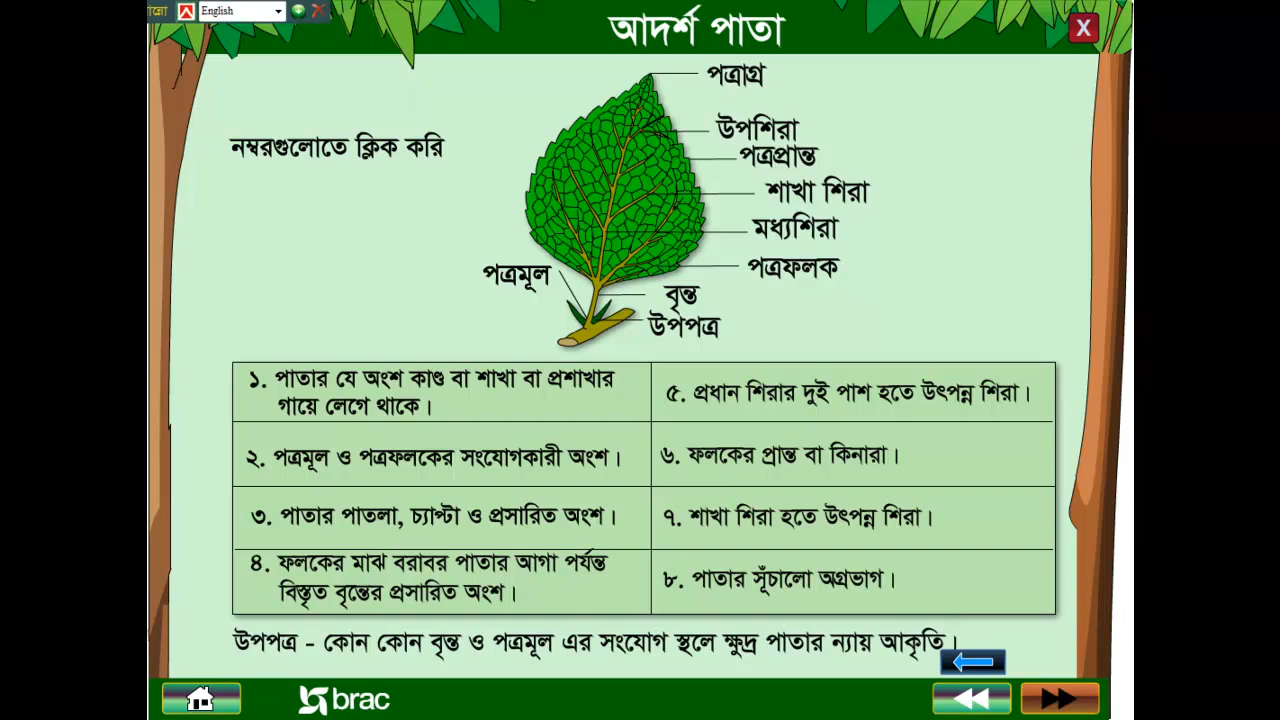 English
আদর্শ পাতা
X
পত্রাগ্র
উপশিরা
নম্বরগুলোতে ক্লিক করি
পত্রপ্রান্ত
শাখা শিরা
মধ্যশিরা
পত্রফলক
পত্রমূল
বৃন্ত
উপপত্র
১. পাতার যে অংশ কাণ্ড বা শাখা বা প্রশাখার
গায়ে লেগে থাকে।
৫. প্রধান শিরার দুই পাশ হতে উৎপন্ন শিরা।
২. পত্রমূল ও পত্রফলকের সংযোগকারী অংশ।
৬. ফলকের প্রান্ত বা কিনারা।
৩. পাতার পাতলা, চ্যাপ্টা ও প্রসারিত অংশ।
৭. শাখা শিরা হতে উৎপন্ন শিরা।
৪. ফলকের মাঝ বরাবর পাতার আগা পর্যন্ত
বিস্তৃত বৃন্তের প্রসারিত অংশ।
৮. পাতার সূঁচালো অগ্রভাগ।
উপপত্র - কোন কোন বৃন্ত ও পত্রমূল এর সংযোগ স্থলে ক্ষুদ্র পাতার ন্যায় আকৃতি।
brac